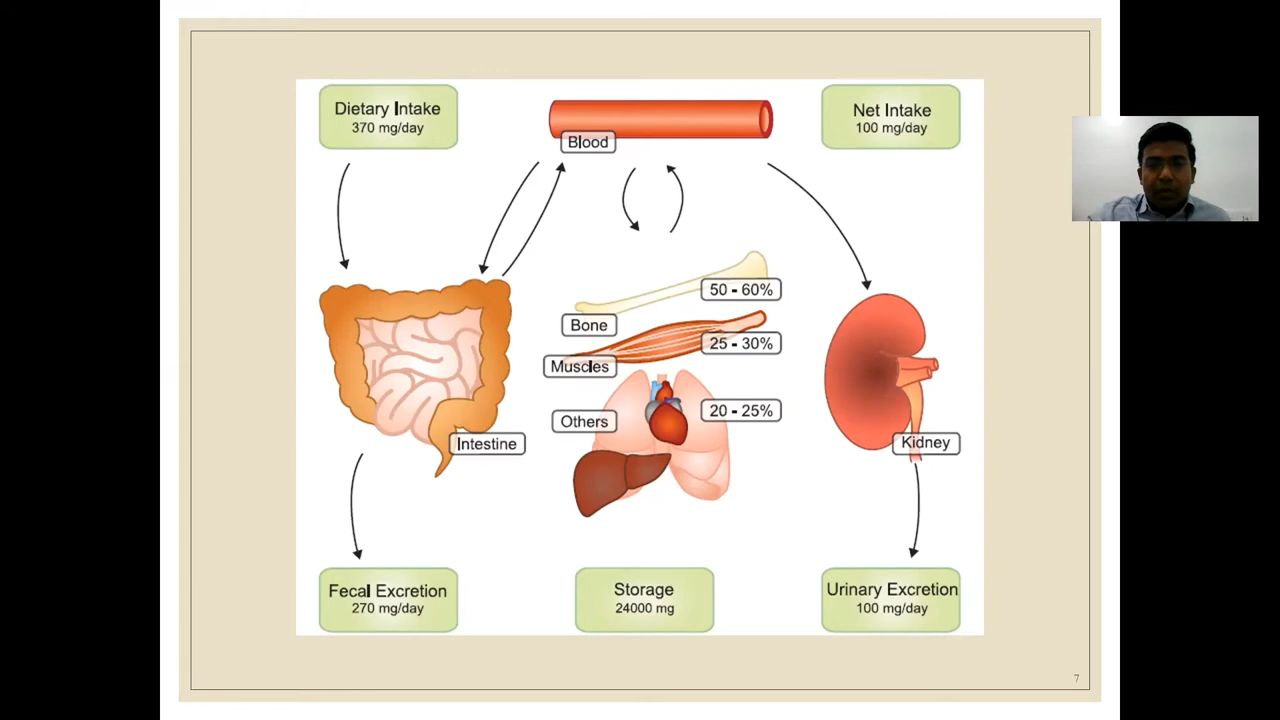 Dietary Intake
370 mg/day
Blood
Net Intake
100 mg/day
50 - 60%
Bone
25 - 30%
Muscles
20 - 25%
Others
Intestine
Kidney
Fecal Excretion
270 mg/day
Storage
24000 mg
Urinary Excretion
100 mg/day
7